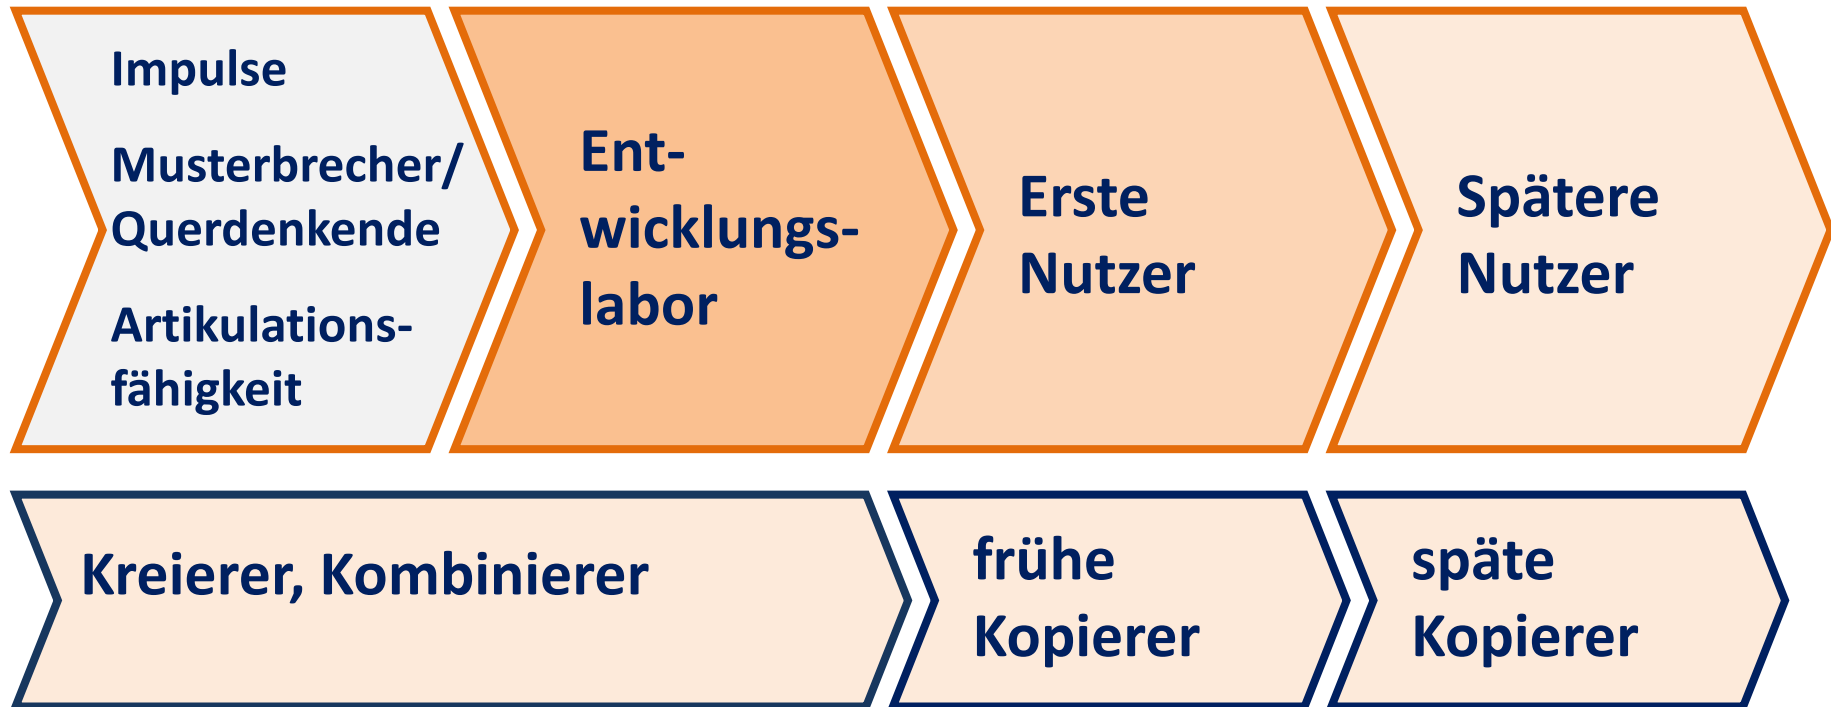 Impulse
Musterbrecher/
Querdenkende
Artikulations-
fähigkeit
Ent-
wicklungs-
labor
Erste
Nutzer
Spätere
Nutzer
Kreierer, Kombinierer
frühe
Kopierer
späte
Kopierer